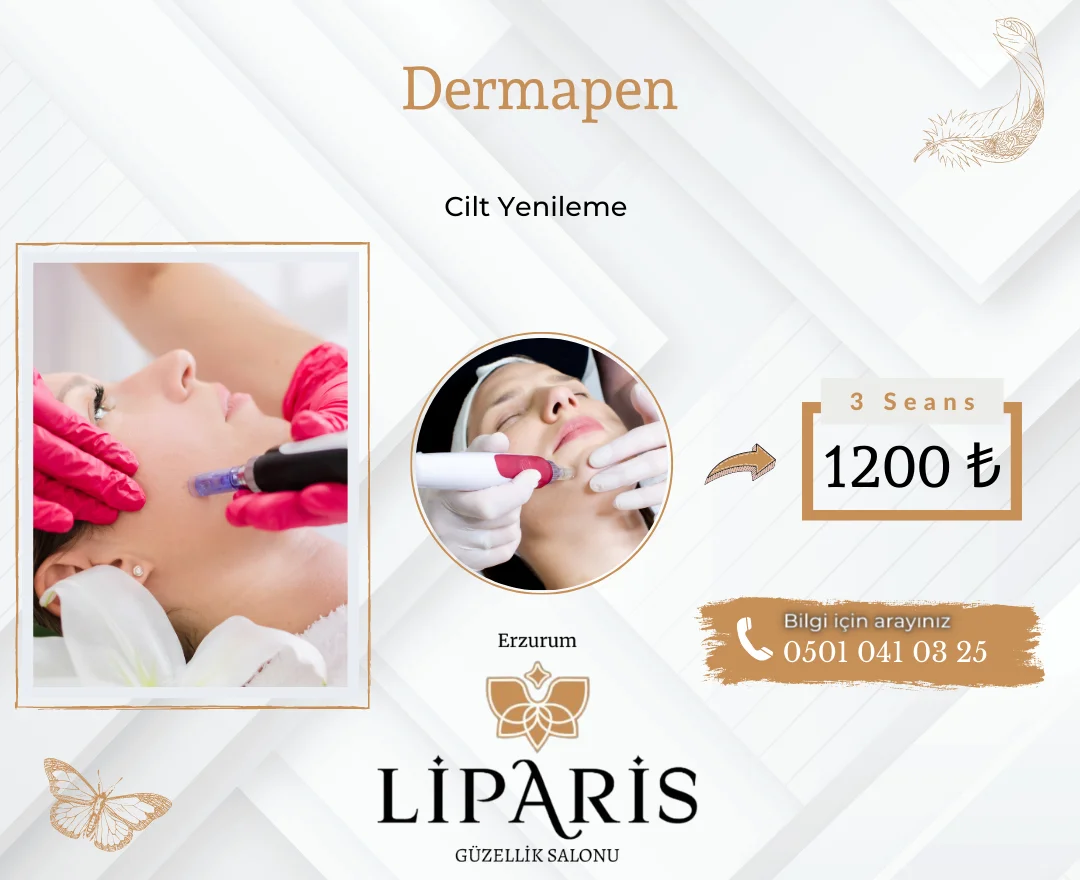 Dermapen
Cilt Yenileme
3 Seans
1200 ₺
Bilgi için arayınız
0501 041 03 25
Erzurum
LİPARİS
GÜZELLİK SALONU